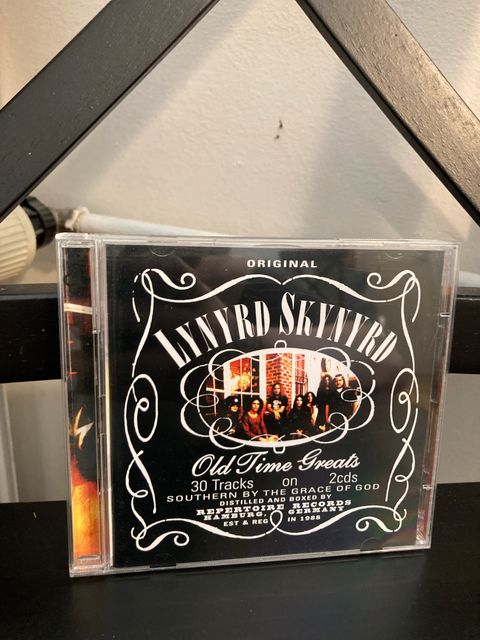 ORIGINAL
LYNYRD SKYNYRD
Old Time Greats
30 Tracks on 2cds
SOUTHERN BY THE GRACE OF GOD
DISTILLED AND BOXED BY
REPERTOIRE RECORDS
HAMBURG, GERMANY
EST & REG IN 1988